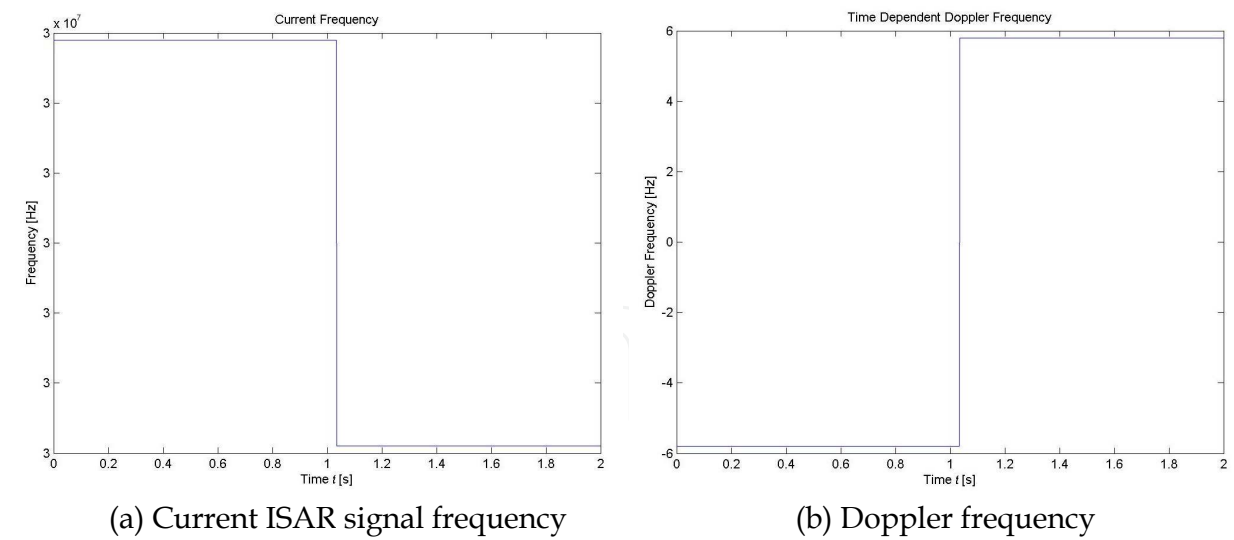 Current Frequency
3 x 10^7
3
3
3
3
3
3
Frequency [Hz]
0 0.2 0.4 0.6 0.8 1 1.2 1.4 1.6 1.8 2
Time t [s]
(a) Current ISAR signal frequency
Time Dependent Doppler Frequency
6
4
2
0
-2
-4
-6
Doppler Frequency [Hz]
0 0.2 0.4 0.6 0.8 1 1.2 1.4 1.6 1.8 2
Time t [s]
(b) Doppler frequency